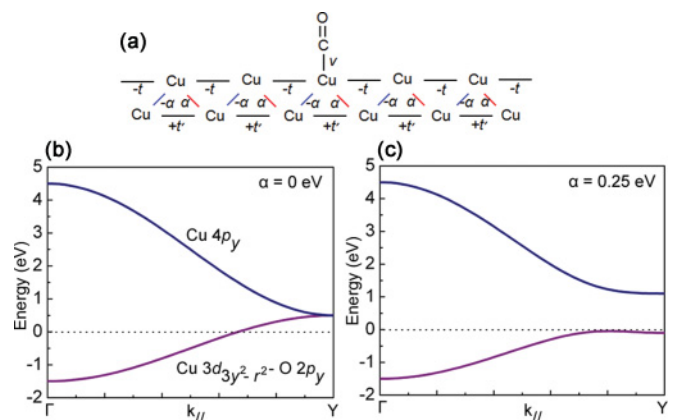 (a)
O
C
v
Cu Cu Cu Cu Cu
-t -t -t -t -t -t
-α α -α α -α α -α α -α α
Cu Cu Cu Cu Cu Cu
+t' +t' +t' +t' +t'
(b)
α = 0 eV
Cu 4py
Cu 3d3y²- r²- O 2py
Energy (eV)
5
4
3
2
1
0
-1
-2
Γ k// Y
(c)
α = 0.25 eV
Energy (eV)
5
4
3
2
1
0
-1
-2
Γ k// Y